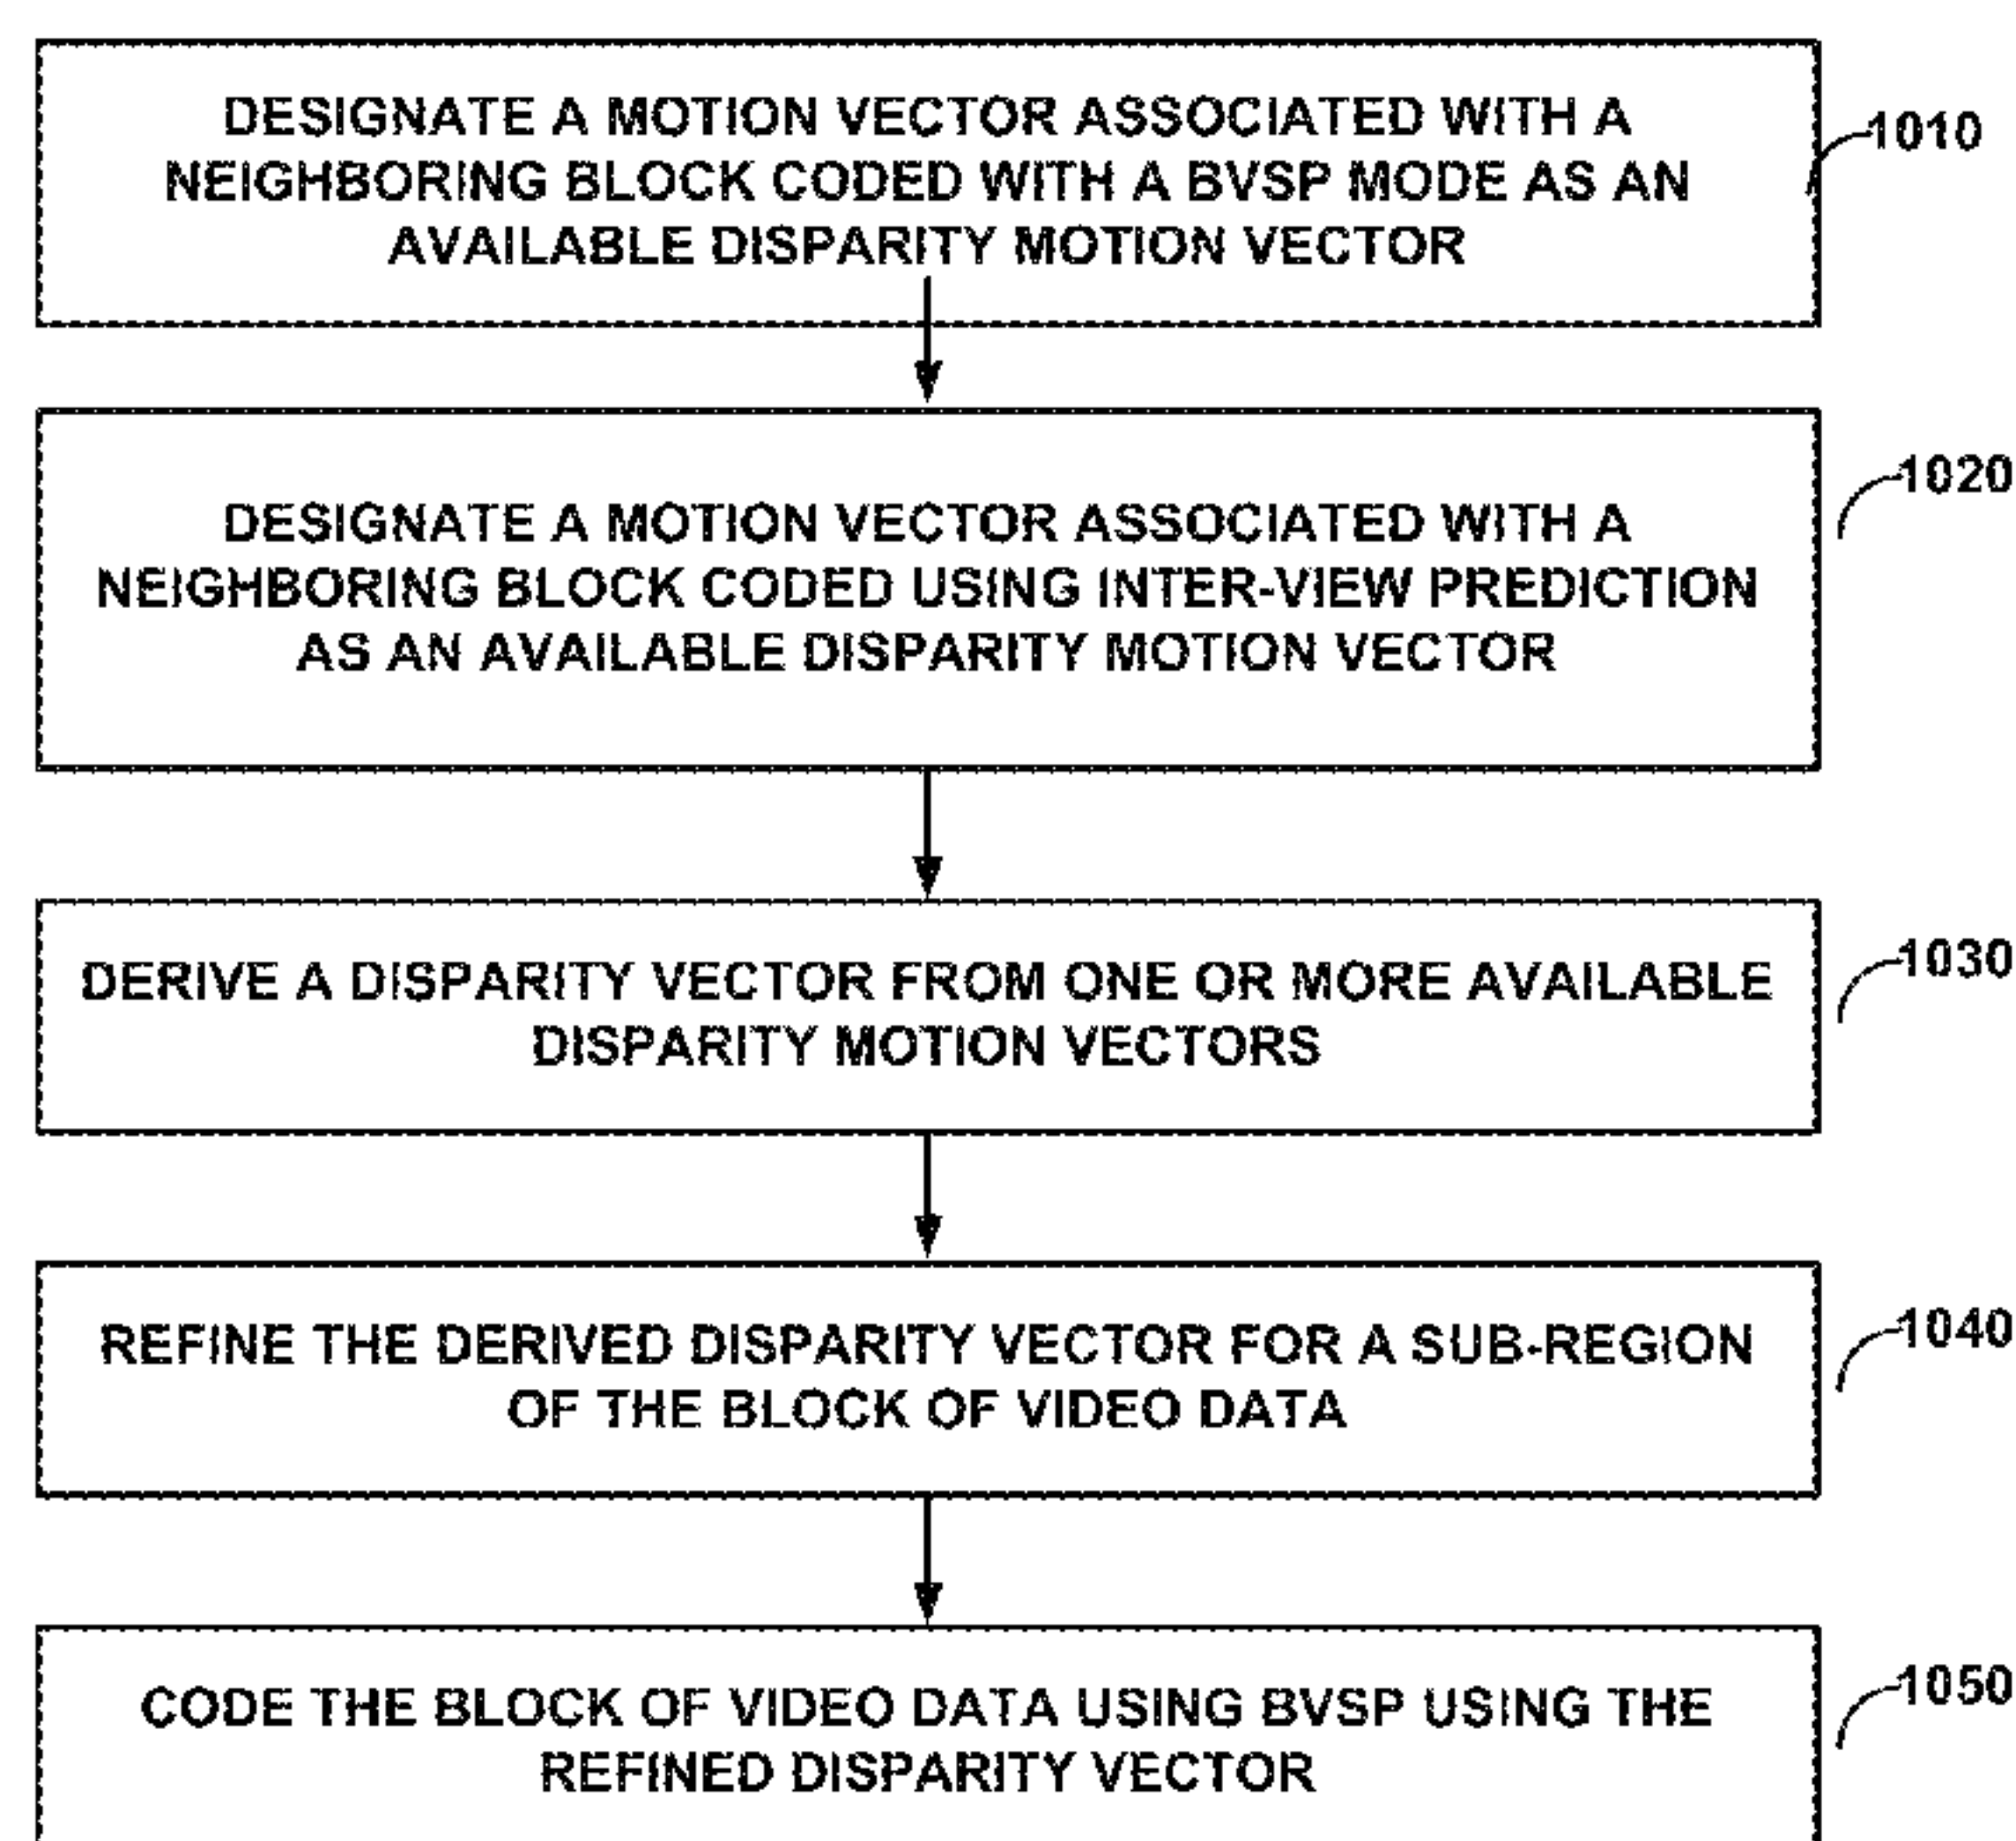 DESIGNATE A MOTION VECTOR ASSOCIATED WITH A
NEIGHBORING BLOCK CODED WITH A BVSP MODE AS AN
AVAILABLE DISPARITY MOTION VECTOR
1010
DESIGNATE A MOTION VECTOR ASSOCIATED WITH A
NEIGHBORING BLOCK CODED USING INTER-VIEW PREDICTION
AS AN AVAILABLE DISPARITY MOTION VECTOR
1020
DERIVE A DISPARITY VECTOR FROM ONE OR MORE AVAILABLE
DISPARITY MOTION VECTORS
1030
REFINE THE DERIVED DISPARITY VECTOR FOR A SUB-REGION
OF THE BLOCK OF VIDEO DATA
1040
CODE THE BLOCK OF VIDEO DATA USING BVSP USING THE
REFINED DISPARITY VECTOR
1050